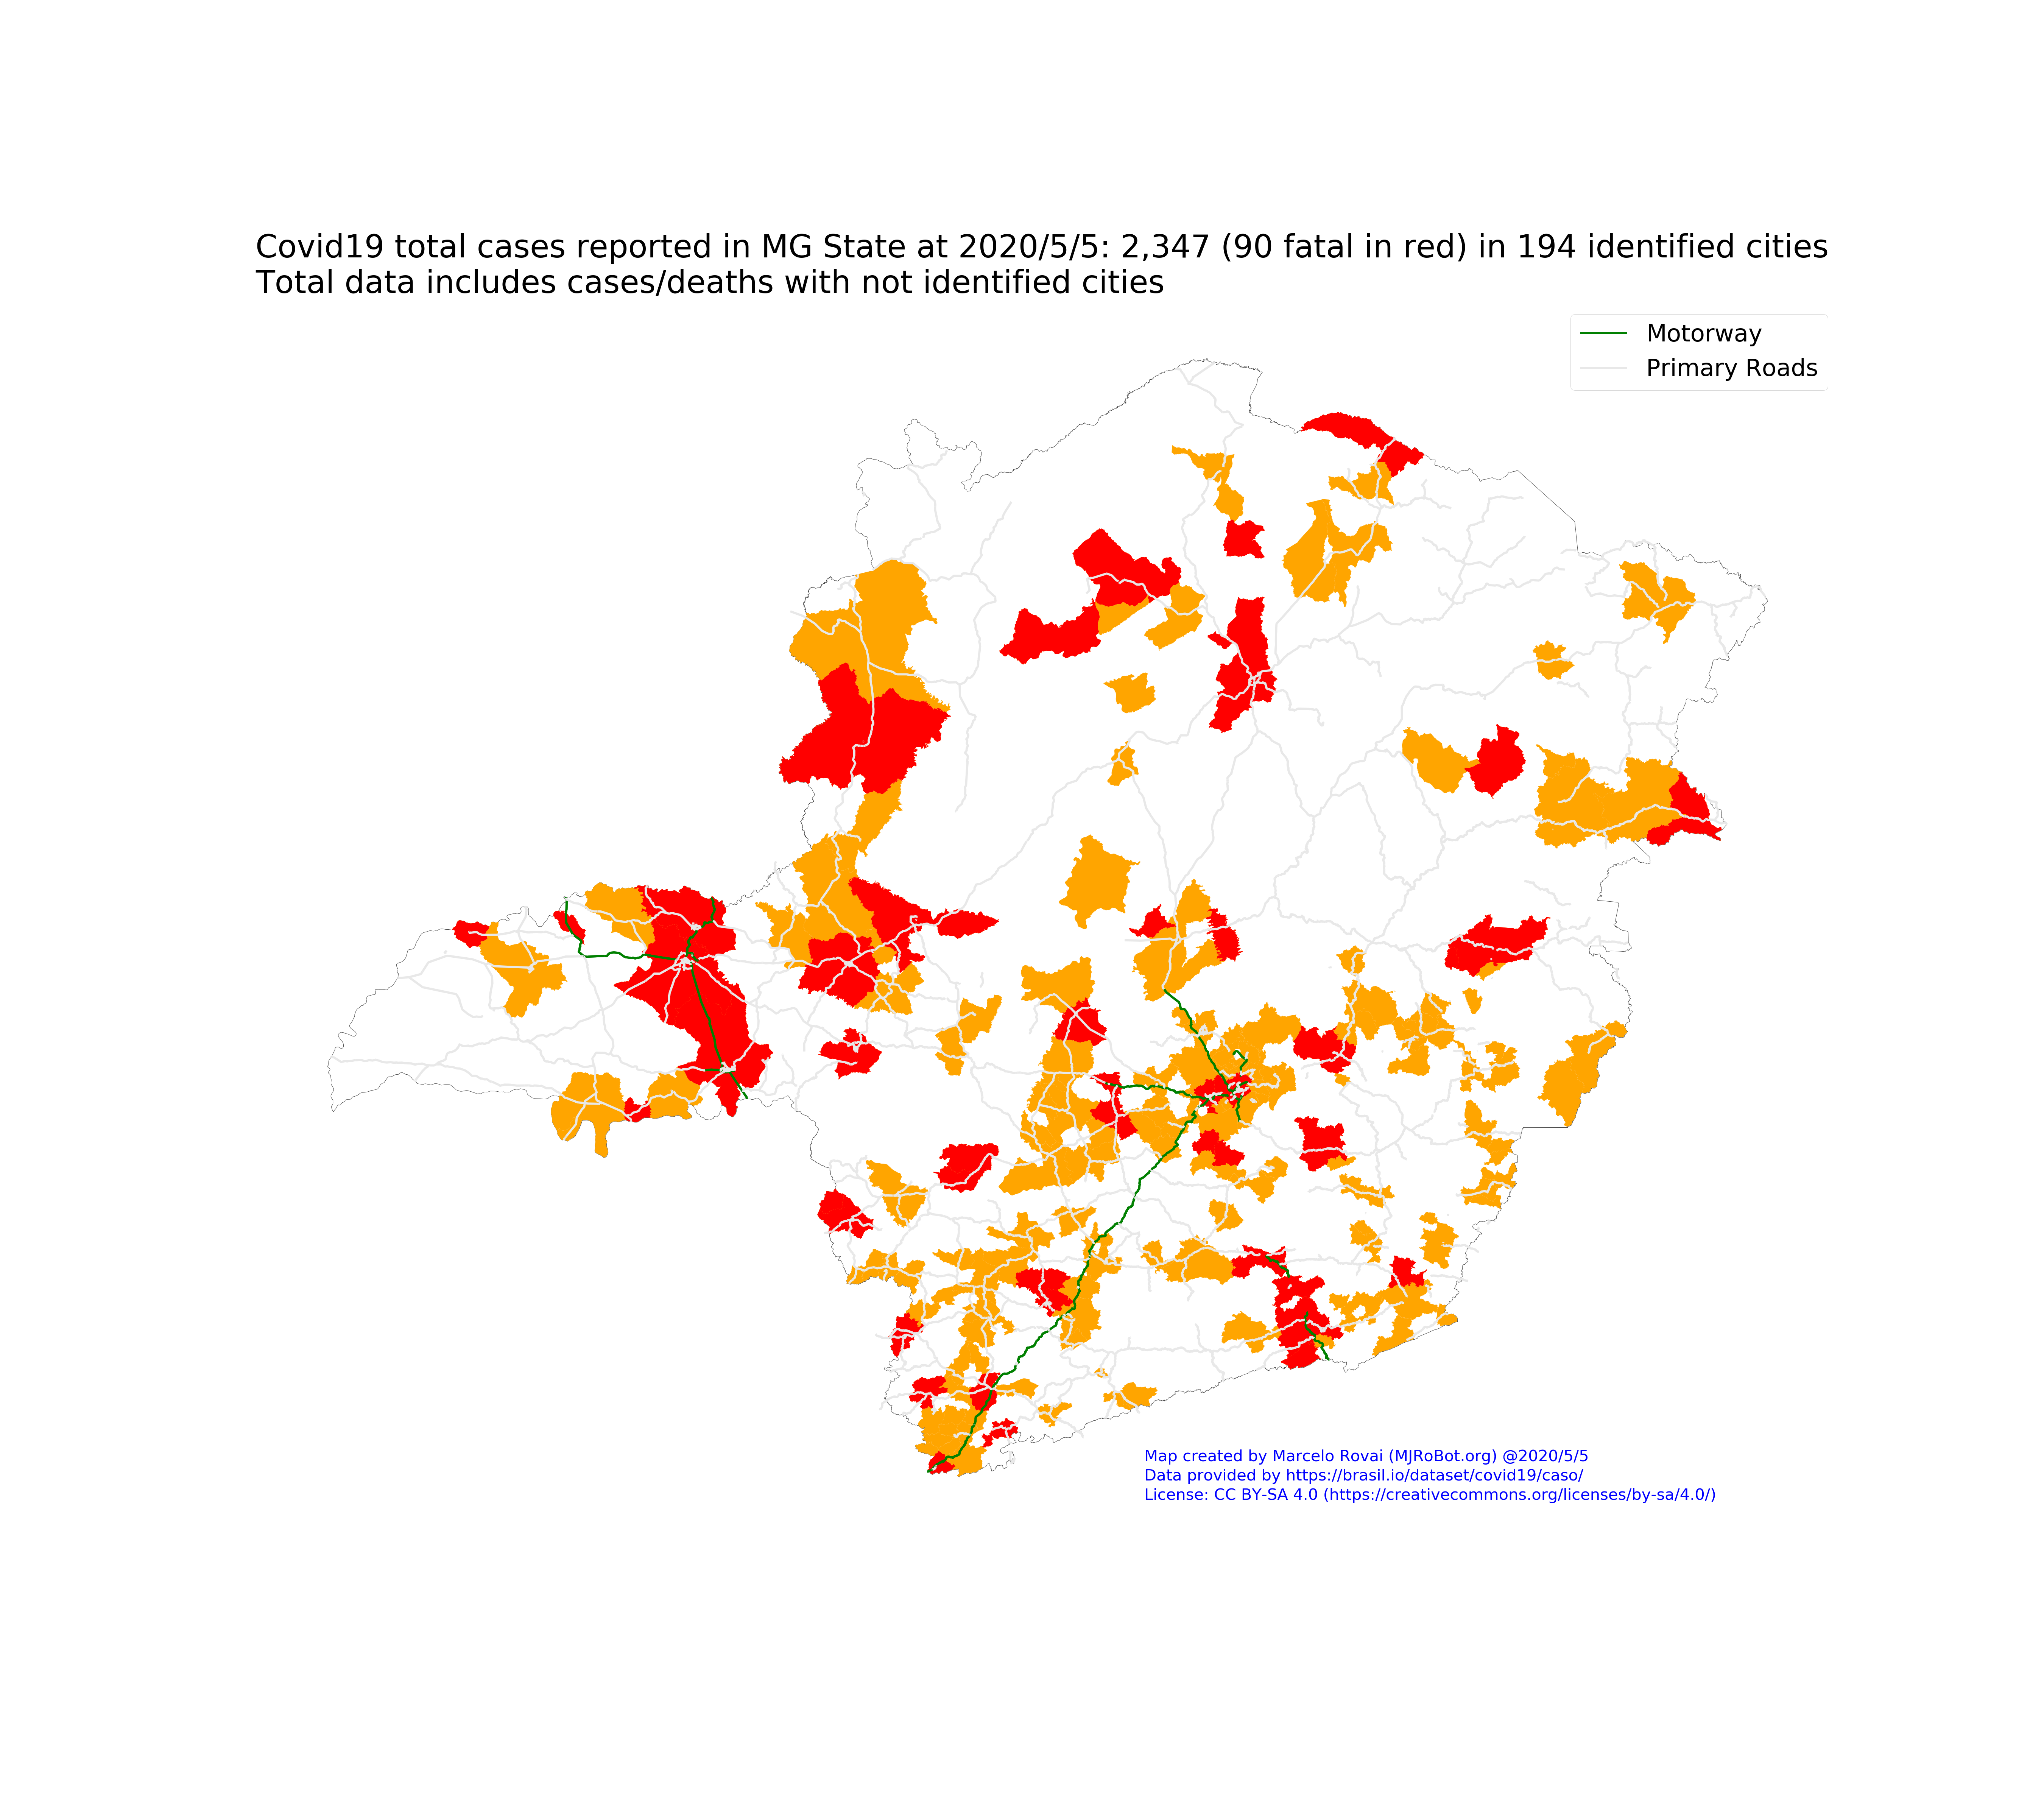 Covid19 total cases reported in MG State at 2020/5/5: 2,347 (90 fatal in red) in 194 identified cities
Total data includes cases/deaths with not identified cities
Motorway
Primary Roads
Map created by Marcelo Rovai (MJRoBot.org) @2020/5/5
Data provided by https://brasil.io/dataset/covid19/caso/
License: CC BY-SA 4.0 (https://creativecommons.org/licenses/by-sa/4.0/)